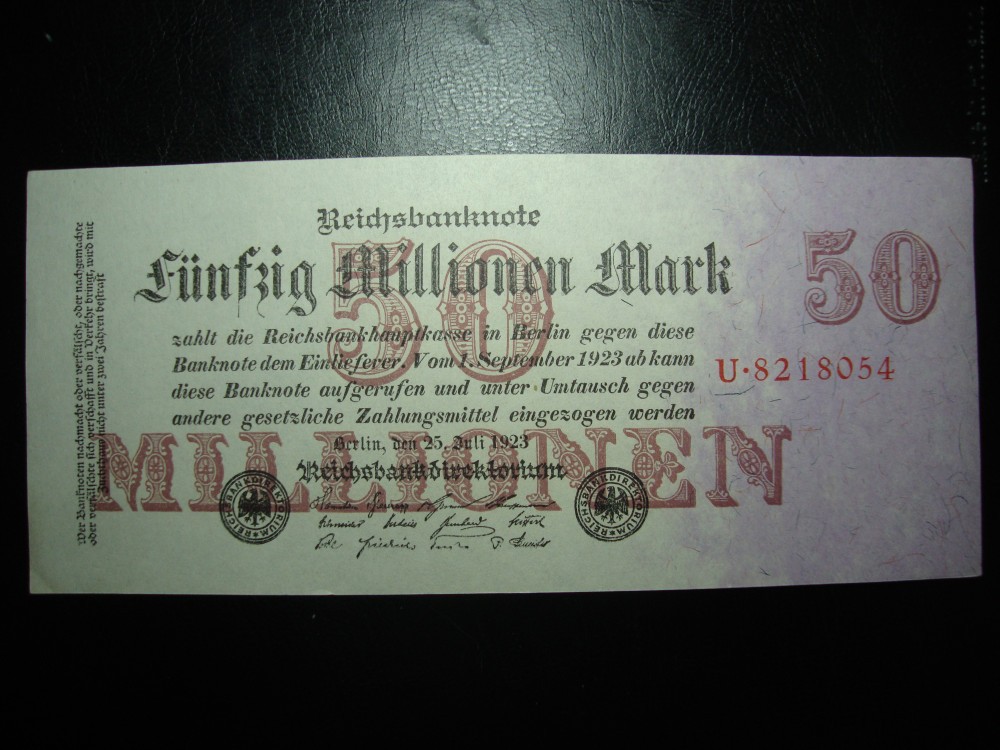 Reichsbanknote
Fünfzig Millionen Mark
50
50
zahlt die Reichsbankhauptkasse in Berlin gegen diese
Banknote dem Einlieferer. Vom 1. September 1923 ab kann
diese Banknote aufgerufen und unter Umtausch gegen
andere gesetzliche Zahlungsmittel eingezogen werden
U·8218054
MILLIONEN
Berlin, den 25. Juli 1923
Reichsbankdirektorium
REICHSBANKDIREKTORIUM
REICHSBANKDIREKTORIUM
Wer Banknoten nachmacht oder verfälscht, oder nachgemachte
oder verfälschte sich verschafft und in Verkehr bringt, wird mit
Zuchthaus nicht unter zwei Jahren bestraft